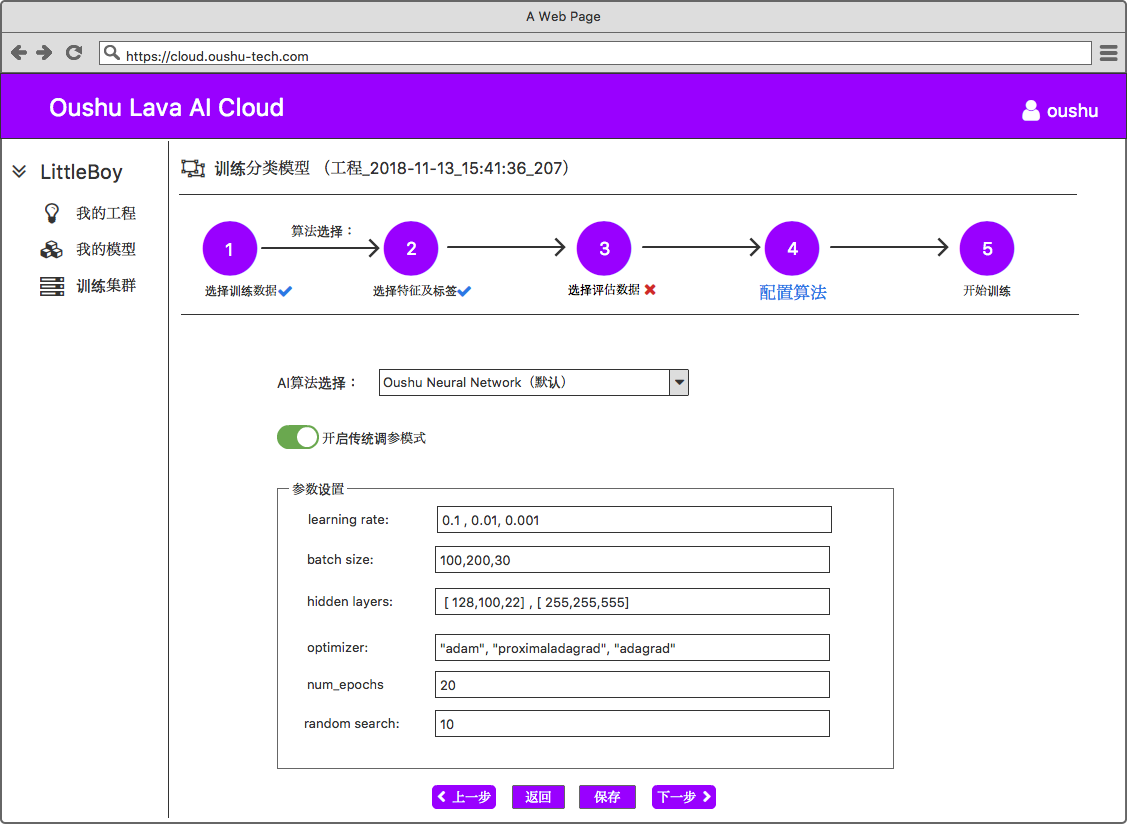 A Web Page
https://cloud.oushu-tech.com
Oushu Lava AI Cloud
oushu
LittleBoy
我的工程
我的模型
训练集群
训练分类模型 （工程_2018-11-13_15:41:36_207）
算法选择：
1
2
3
4
5
选择训练数据
选择特征及标签
选择评估数据
配置算法
开始训练
AI算法选择：
Oushu Neural Network（默认）
开启传统调参模式
参数设置
learning rate:
0.1 , 0.01, 0.001
batch size:
100,200,30
hidden layers:
[ 128,100,22] , [ 255,255,555]
optimizer:
"adam", "proximaladagrad", "adagrad"
num_epochs
20
random search:
10
上一步
返回
保存
下一步